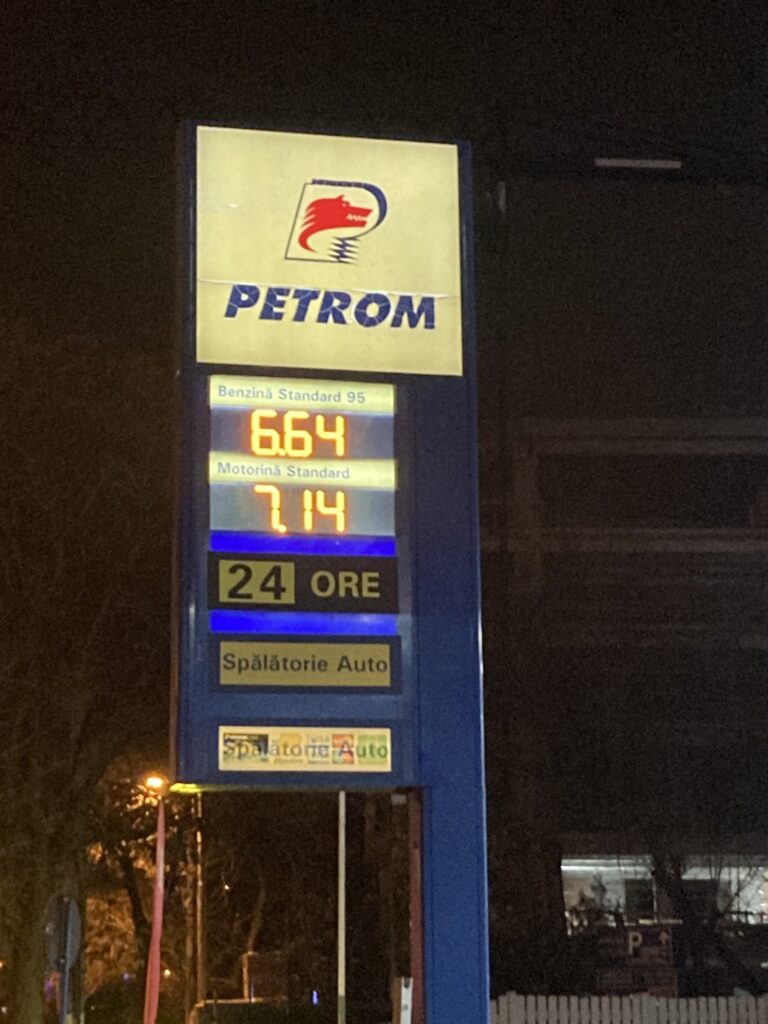 PETROM
Benzină Standard 95
6.64
Motorină Standard
7.14
24 ORE
Spălătorie Auto
Spălătorie Auto
P